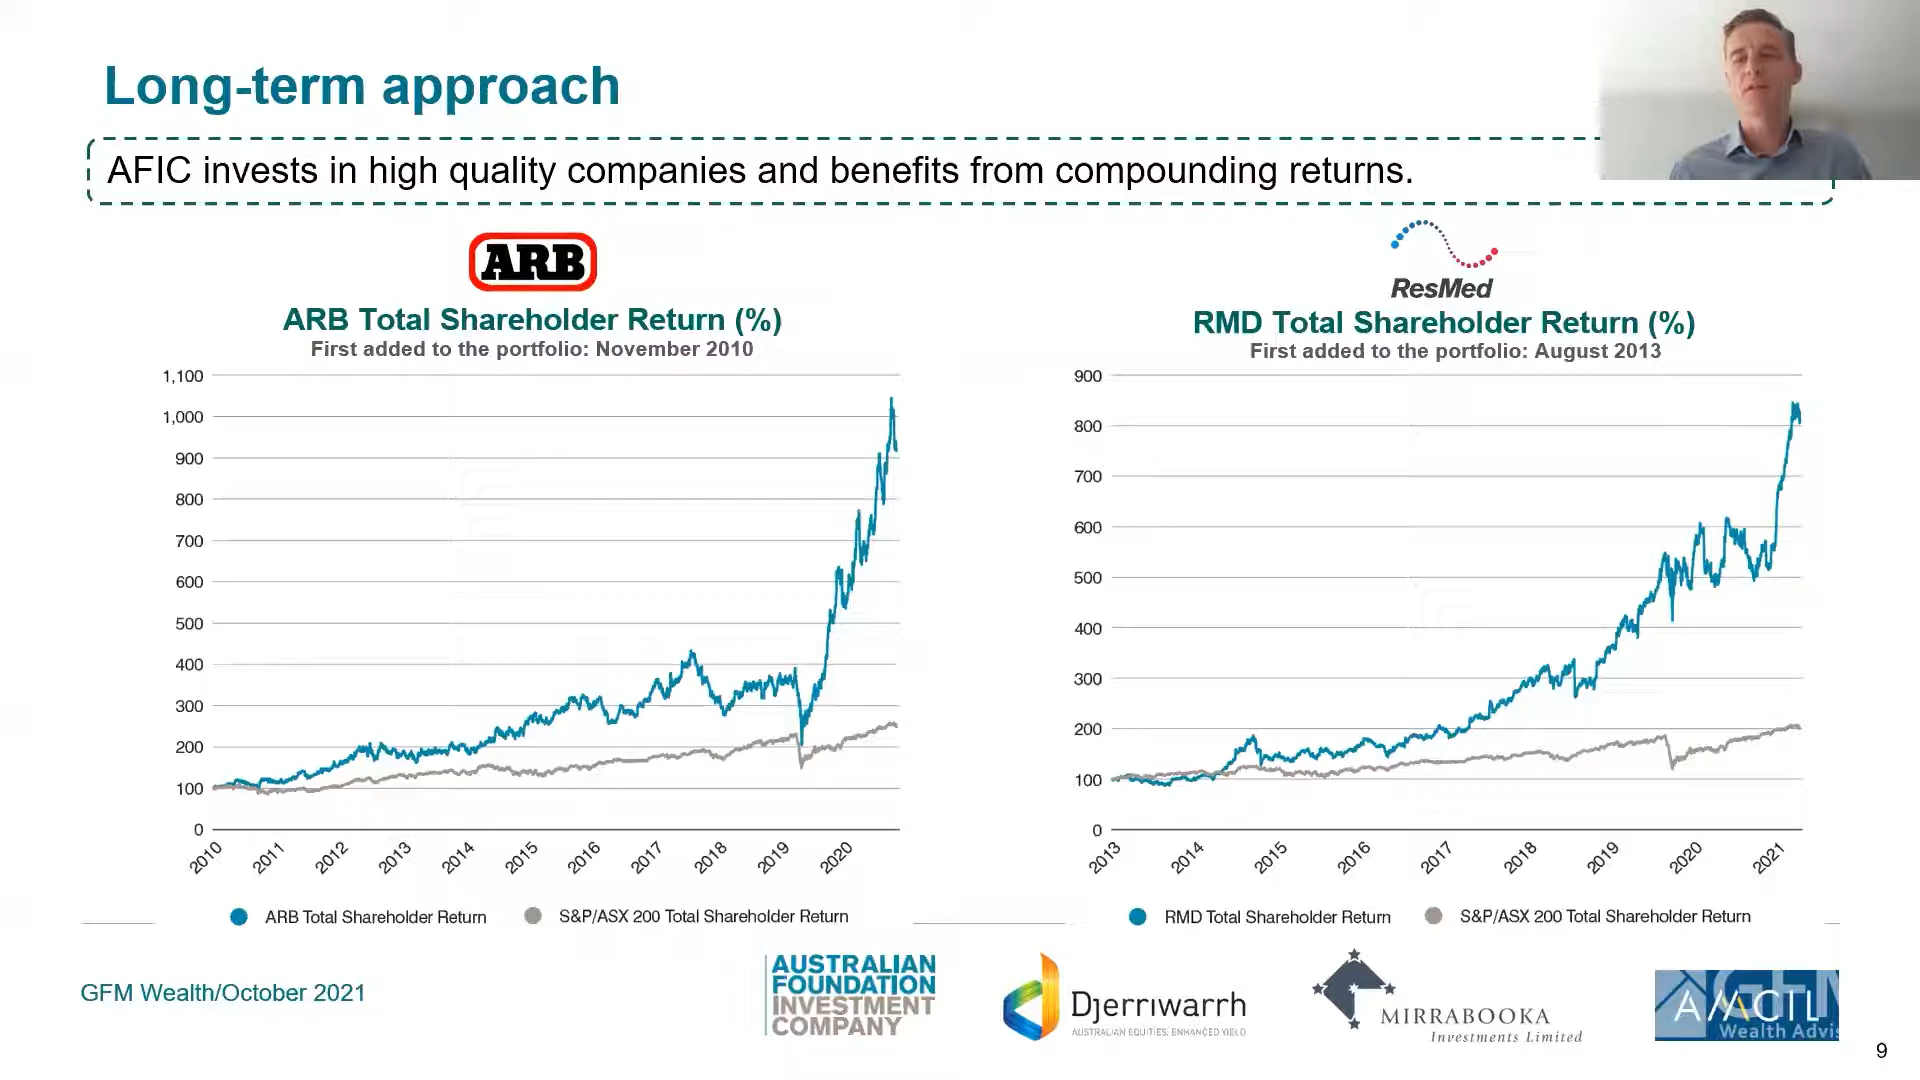 Long-term approach
AFIC invests in high quality companies and benefits from compounding returns.
ARB
ARB Total Shareholder Return (%)
First added to the portfolio: November 2010
1,100
1,000
900
800
700
600
500
400
300
200
100
0
2010
2011
2012
2013
2014
2015
2016
2017
2018
2019
2020
ARB Total Shareholder Return
S&P/ASX 200 Total Shareholder Return
ResMed
RMD Total Shareholder Return (%)
First added to the portfolio: August 2013
900
800
700
600
500
400
300
200
100
0
2013
2014
2015
2016
2017
2018
2019
2020
2021
RMD Total Shareholder Return
S&P/ASX 200 Total Shareholder Return
GFM Wealth/October 2021
AUSTRALIAN
FOUNDATION
INVESTMENT
COMPANY
Djerriwarrh
AUSTRALIAN EQUITIES, ENHANCED YIELD
MIRRABOOKA
Investments Limited
Wealth Advis
9